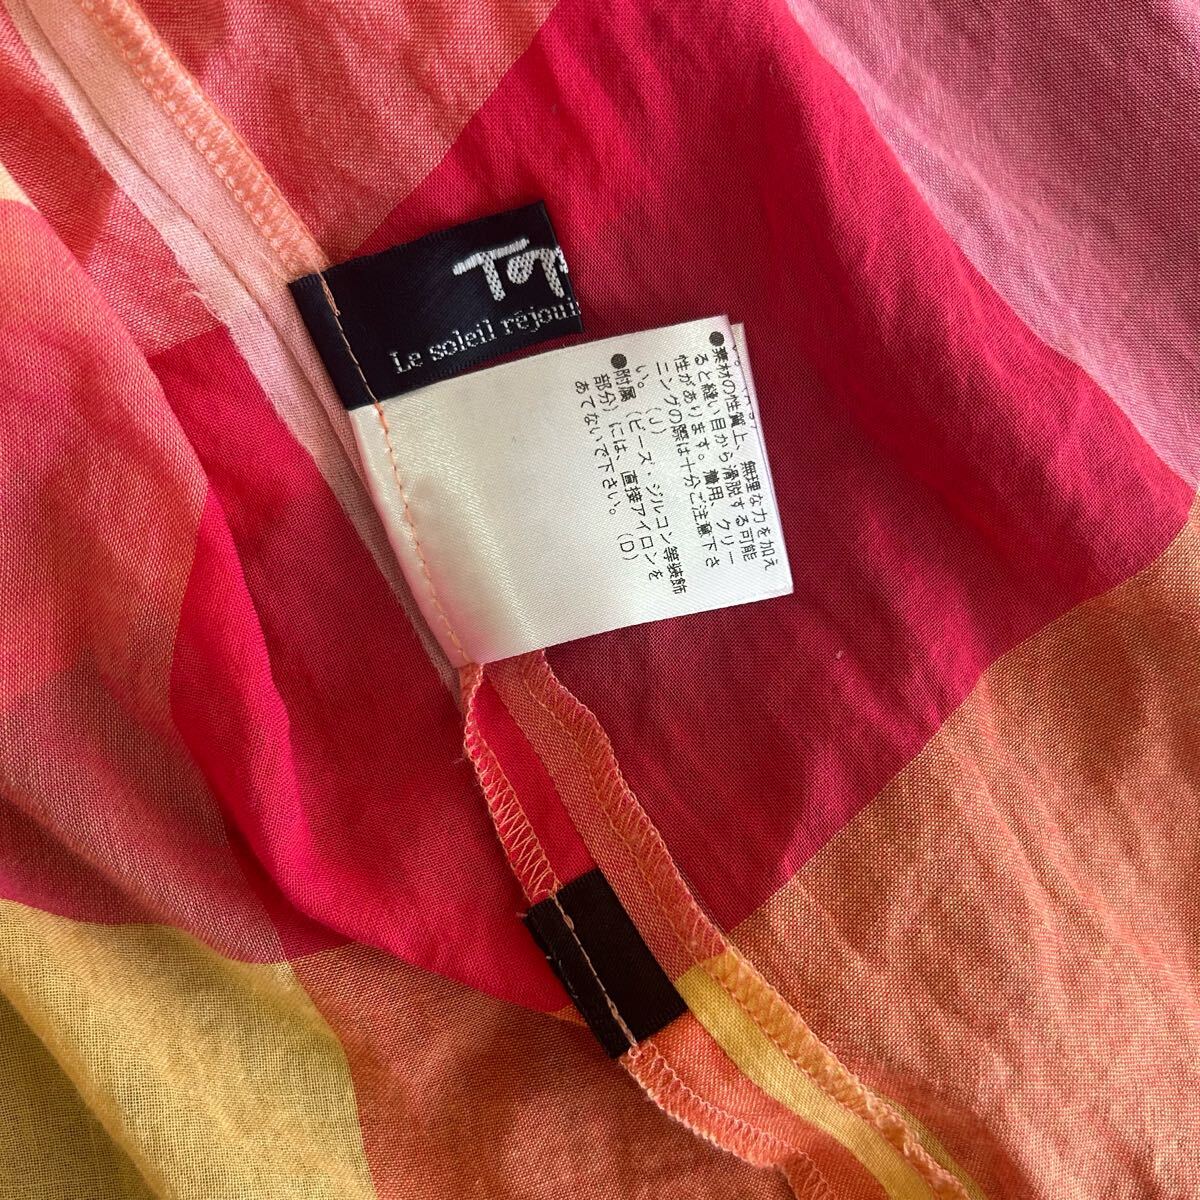 Le soleil
●素材の性質上、無理な力を加え
ると縫い目から滑脱する可能
性があります。着用、クリー
ニングの際は十分ご注意下さ
い。　(J)
●附属（ビーズ・シルコン等装飾
部分）には、直接アイロンを
あてないで下さい。　(D)